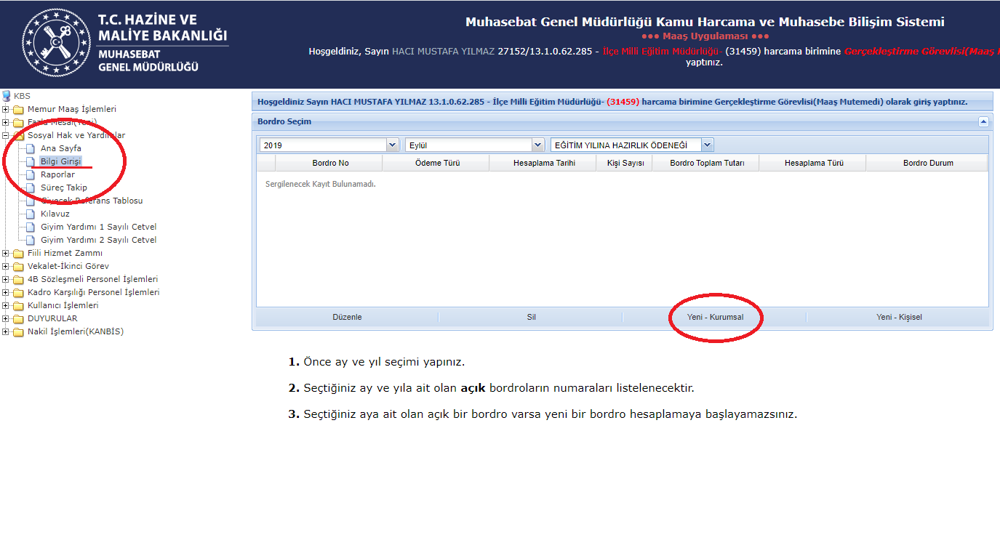 T.C. HAZİNE VE
MALİYE BAKANLIĞI
MUHASEBAT
GENEL MÜDÜRLÜĞÜ
Muhasebat Genel Müdürlüğü Kamu Harcama ve Muhasebe Bilişim Sistemi
●●● Maaş Uygulaması ●●●
Hoşgeldiniz, Sayın HACI MUSTAFA YILMAZ 27152/13.1.0.62.285 - İlçe Milli Eğitim Müdürlüğü- (31459) harcama birimine Gerçekleştirme Görevlisi(Maaş
yaptınız.
KBS
Memur Maaş İşlemleri
Fazla Mesai(Yeni)
Sosyal Hak ve Yardımlar
Ana Sayfa
Bilgi Girişi
Raporlar
Süreç Takip
Giyecek Referans Tablosu
Kılavuz
Giyim Yardımı 1 Sayılı Cetvel
Giyim Yardımı 2 Sayılı Cetvel
Fiili Hizmet Zammı
Vekalet-İkinci Görev
4B Sözleşmeli Personel İşlemleri
Kadro Karşılığı Personel İşlemleri
Kullanıcı İşlemleri
DUYURULAR
Nakil İşlemleri(KANBİS)
Hoşgeldiniz Sayın HACI MUSTAFA YILMAZ 13.1.0.62.285 - İlçe Milli Eğitim Müdürlüğü- (31459) harcama birimine Gerçekleştirme Görevlisi(Maaş Mutemedi) olarak giriş yaptınız.
Bordro Seçim
2019 Eylül EĞİTİM YILINA HAZIRLIK ÖDENEĞİ
Bordro No Ödeme Türü Hesaplama Tarihi Kişi Sayısı Bordro Toplam Tutarı Hesaplama Türü Bordro Durum
Sergilenecek Kayıt Bulunamadı.
Düzenle Sil Yeni - Kurumsal Yeni - Kişisel
1. Önce ay ve yıl seçimi yapınız.
2. Seçtiğiniz ay ve yıla ait olan açık bordroların numaraları listelenecektir.
3. Seçtiğiniz aya ait olan açık bir bordro varsa yeni bir bordro hesaplamaya başlayamazsınız.